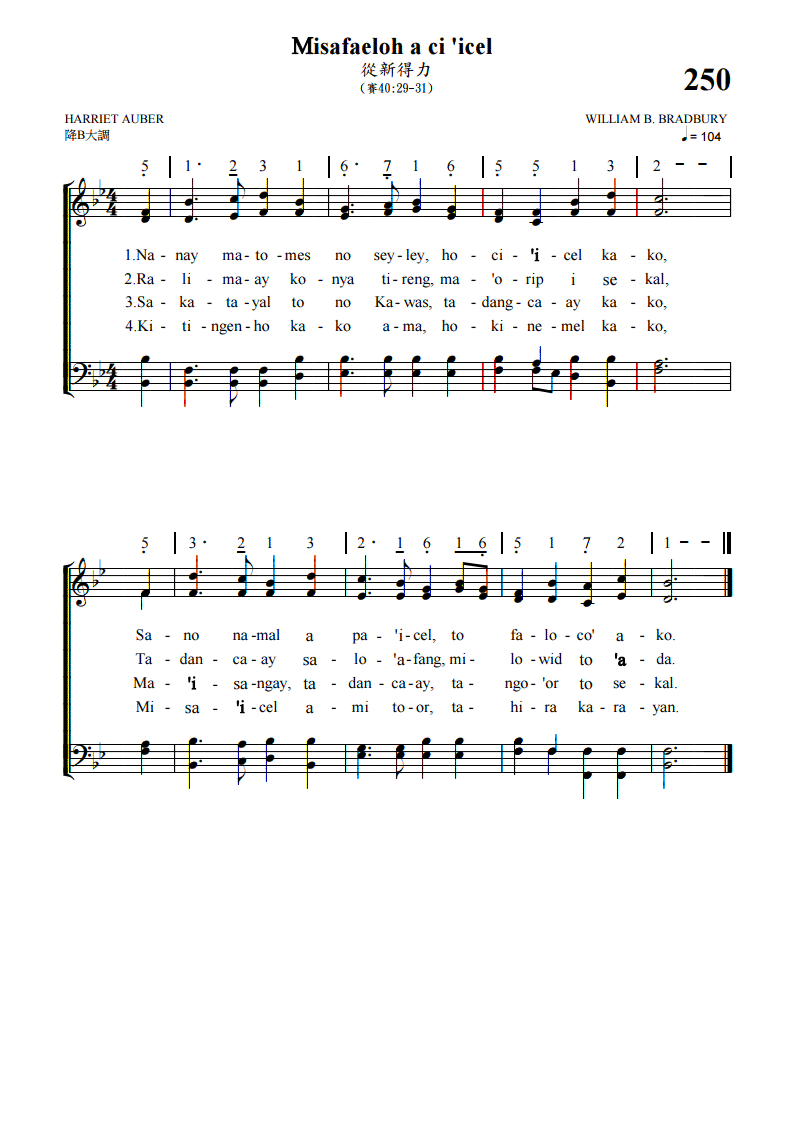 Misafaeloh a ci 'icel
從新得力
(賽40:29-31)
250
HARRIET AUBER
WILLIAM B. BRADBURY
降B大調
♩ = 104
5 | 1· 2 3 1 | 6· 7 1 6 | 5 5 1 3 | 2 – – |
1.Na- nay ma-to-mes no sey-ley, ho-ci-'i-cel ka-ko,
2.Ra- li-ma-ay ko-nya ti-reng, ma-'o-rip i se-kal,
3.Sa-ka-ta-yal to no Ka-was, ta-dang-ca-ay ka-ko,
4.Ki-ti-ngen-ho ka-ko a-ma, ho-ki-ne-mel ka-ko,
5 | 3· 2 1 3 | 2· 1 6 1 6 | 5 1 7 2 | 1 – – ‖
Sa-no na-mal a pa-'i-cel, to fa-lo-co' a-ko.
Ta-dan-ca-ay sa-lo-'a-fang, mi-lo-wid to 'a-da.
Ma-'i-sa-ngay, ta-dan-ca-ay, ta-ngo-'or to se-kal.
Mi-sa-'i-cel a mi to-or, ta-hi-ra ka-ra-yan.